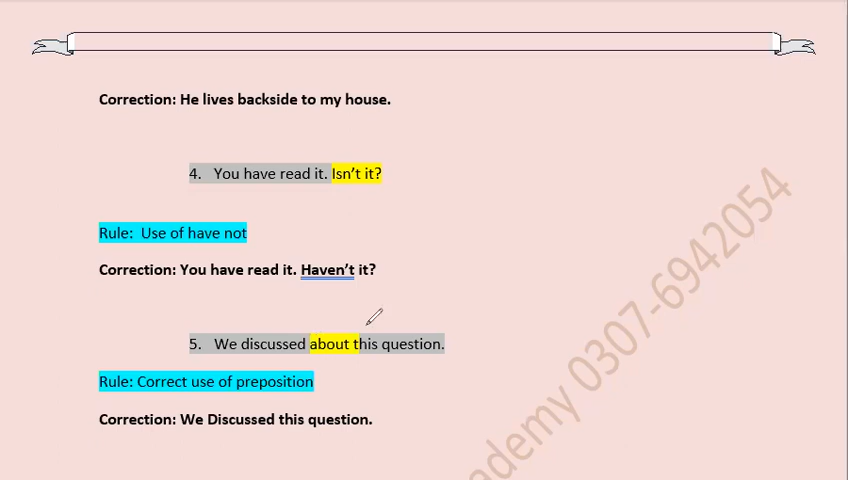 Correction: He lives backside to my house.
4. You have read it. Isn't it?
Rule: Use of have not
Correction: You have read it. Haven't it?
5. We discussed about this question.
Rule: Correct use of preposition
Correction: We Discussed this question.
ademy 0307-6942054